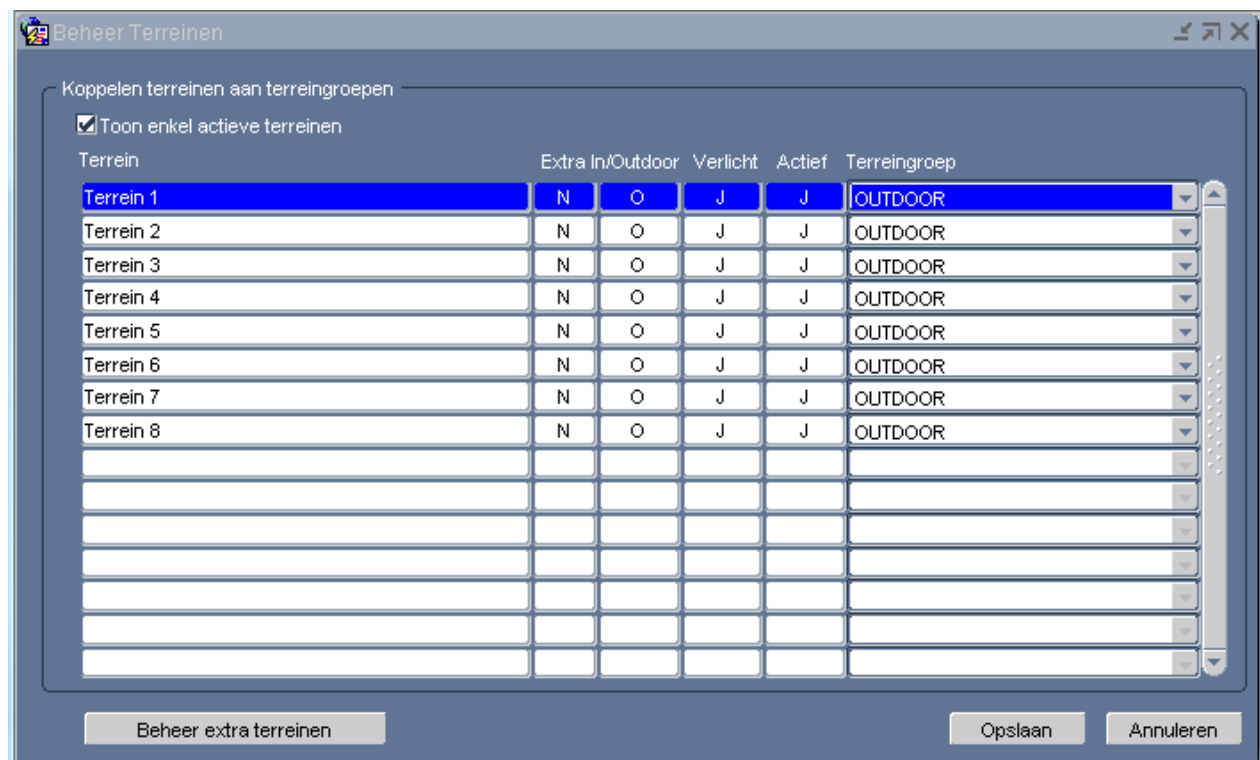 Beheer Terreinen
Koppelen terreinen aan terreingroepen
Toon enkel actieve terreinen
Terrein Extra In/Outdoor Verlicht Actief Terreingroep
Terrein 1 N O J J OUTDOOR
Terrein 2 N O J J OUTDOOR
Terrein 3 N O J J OUTDOOR
Terrein 4 N O J J OUTDOOR
Terrein 5 N O J J OUTDOOR
Terrein 6 N O J J OUTDOOR
Terrein 7 N O J J OUTDOOR
Terrein 8 N O J J OUTDOOR
Beheer extra terreinen Opslaan Annuleren